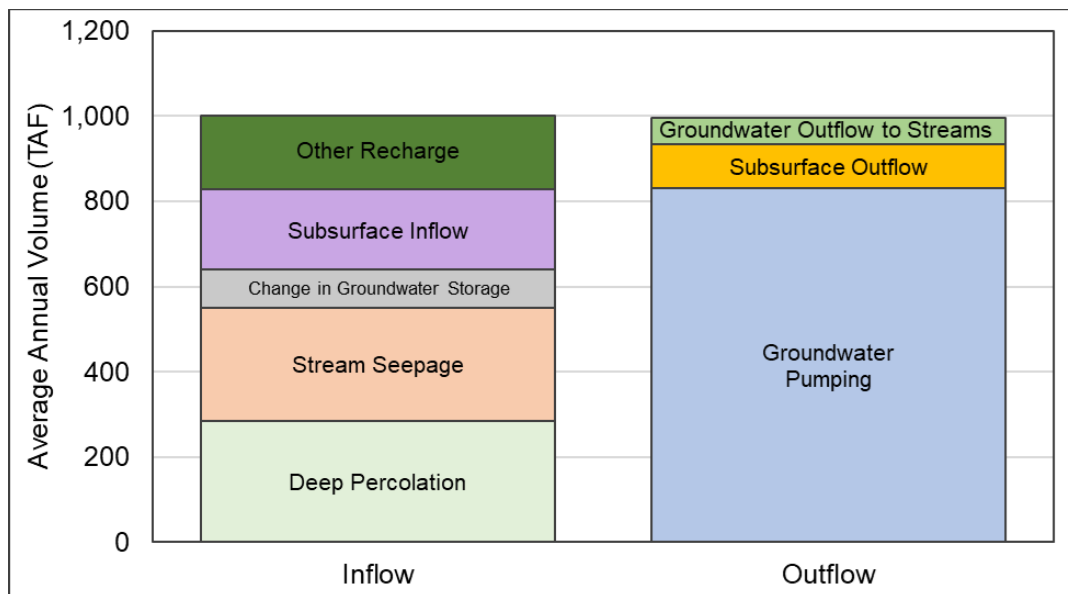 Average Annual Volume (TAF)
1,200
1,000
800
600
400
200
0
Other Recharge
Subsurface Inflow
Change in Groundwater Storage
Stream Seepage
Deep Percolation
Groundwater Outflow to Streams
Subsurface Outflow
Groundwater
Pumping
Inflow
Outflow